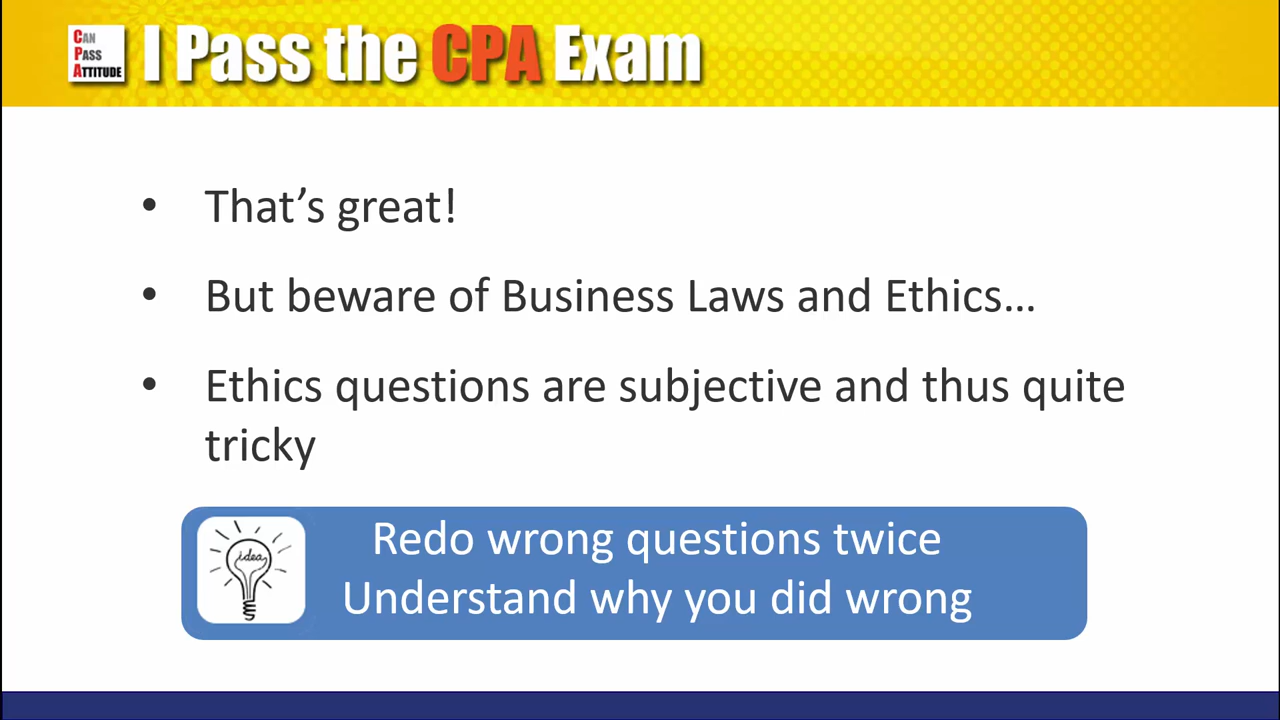 CAN
PASS
ATTITUDE
I Pass the CPA Exam
• That’s great!
• But beware of Business Laws and Ethics...
• Ethics questions are subjective and thus quite
tricky
idea
Redo wrong questions twice
Understand why you did wrong